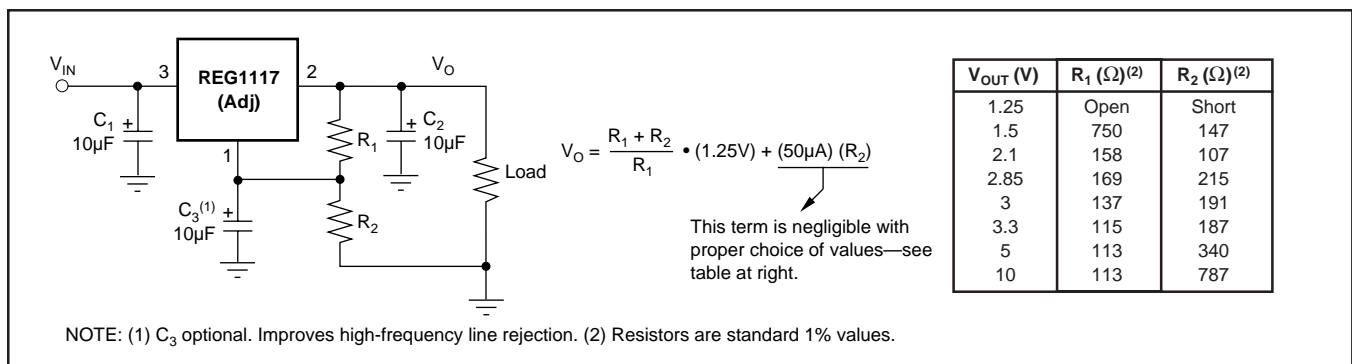 V_IN
3
REG1117
(Adj)
2
V_O
C_1
+
10µF
1
R_1
+
C_2
10µF
Load
C_3^(1)
+
10µF
R_2
V_O = (R_1 + R_2) / R_1 • (1.25V) + (50µA) (R_2)
This term is negligible with
proper choice of values—see
table at right.
V_OUT (V) R_1 (Ω)^(2) R_2 (Ω)^(2)
1.25 Open Short
1.5 750 147
2.1 158 107
2.85 169 215
3 137 191
3.3 115 187
5 113 340
10 113 787
NOTE: (1) C_3 optional. Improves high-frequency line rejection. (2) Resistors are standard 1% values.